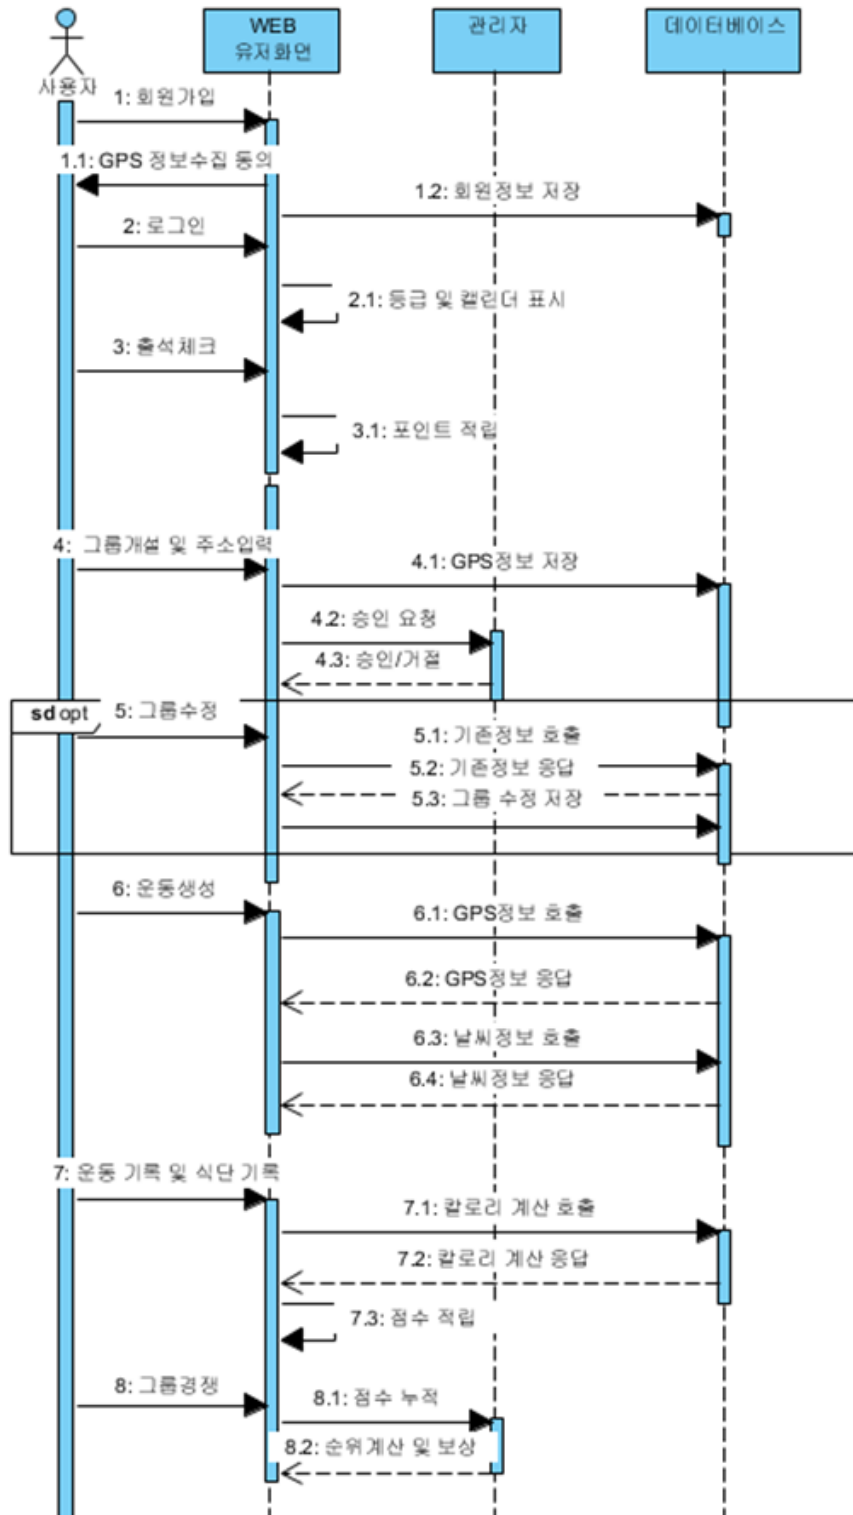 WEB
유저화면
관리자
데이터베이스
사용자
1: 회원가입
1.1: GPS 정보수집 동의
1.2: 회원정보 저장
2: 로그인
2.1: 등급 및 캘린더 표시
3: 출석체크
3.1: 포인트 적립
4: 그룹개설 및 주소입력
4.1: GPS정보 저장
4.2: 승인 요청
4.3: 승인/거절
sd opt
5: 그룹수정
5.1: 기존정보 호출
5.2: 기존정보 응답
5.3: 그룹 수정 저장
6: 운동생성
6.1: GPS정보 호출
6.2: GPS정보 응답
6.3: 날씨정보 호출
6.4: 날씨정보 응답
7: 운동 기록 및 식단 기록
7.1: 칼로리 계산 호출
7.2: 칼로리 계산 응답
7.3: 점수 적립
8: 그룹경쟁
8.1: 점수 누적
8.2: 순위계산 및 보상